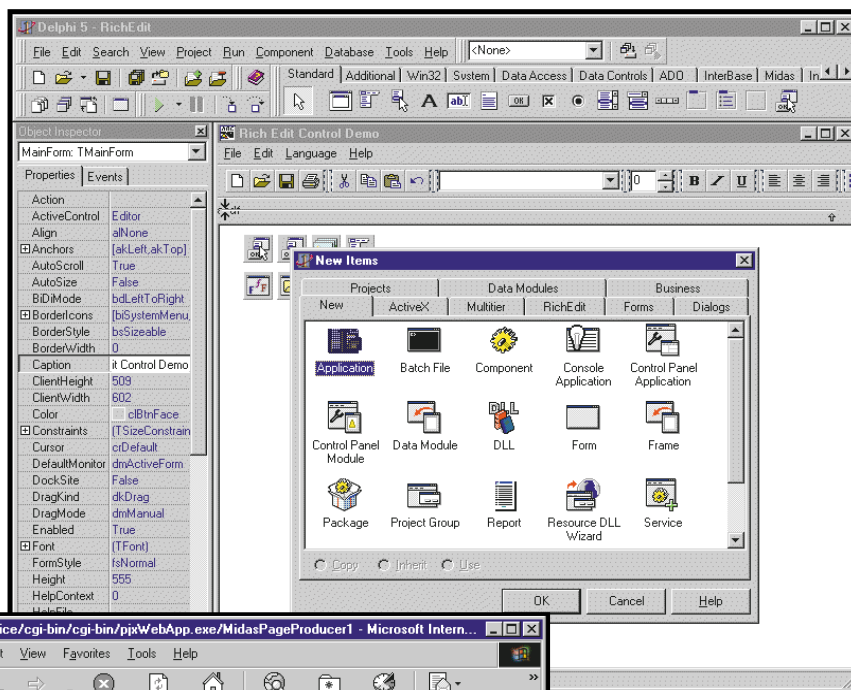 Delphi 5 - RichEdit
File Edit Search View Project Run Component Database Tools Help <None>
Standard Additional Win32 System Data Access Data Controls ADO InterBase Midas In
Object Inspector
MainForm: TMainForm
Properties Events
Action
ActiveControl Editor
Align alNone
Anchors [akLeft,akTop]
AutoScroll True
AutoSize False
BiDiMode bdLeftToRight
BorderIcons [biSystemMenu,
BorderStyle bsSizeable
BorderWidth 0
Caption it Control Demo
ClientHeight 509
ClientWidth 602
Color clBtnFace
Constraints (TSizeConstrain
Cursor crDefault
DefaultMonitor dmActiveForm
DockSite False
DragKind dkDrag
DragMode dmManual
Enabled True
Font (TFont)
FormStyle fsNormal
Height 555
HelpContext 0
HelpFile
Rich Edit Control Demo
File Edit Language Help
0 B I U
New Items
Projects Data Modules Business
New ActiveX Multitier RichEdit Forms Dialogs
Application Batch File Component Console Application Control Panel Application
Control Panel Module Data Module DLL Form Frame
Package Project Group Report Resource DLL Wizard Service
Copy Inherit Use
OK Cancel Help
ice/cgi-bin/cgi-bin/pjxWebApp.exe/MidasPageProducer1 - Microsoft Intern...
t View Favorites Tools Help